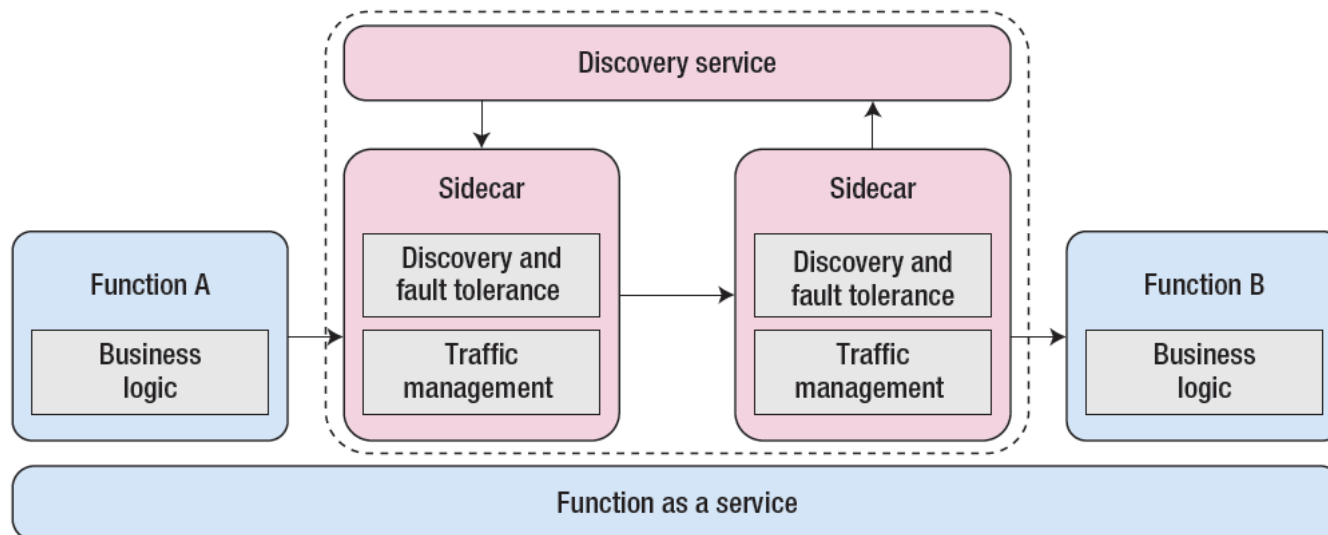 Discovery service
Sidecar
Discovery and
fault tolerance
Traffic
management
Sidecar
Discovery and
fault tolerance
Traffic
management
Function A
Business
logic
Function B
Business
logic
Function as a service